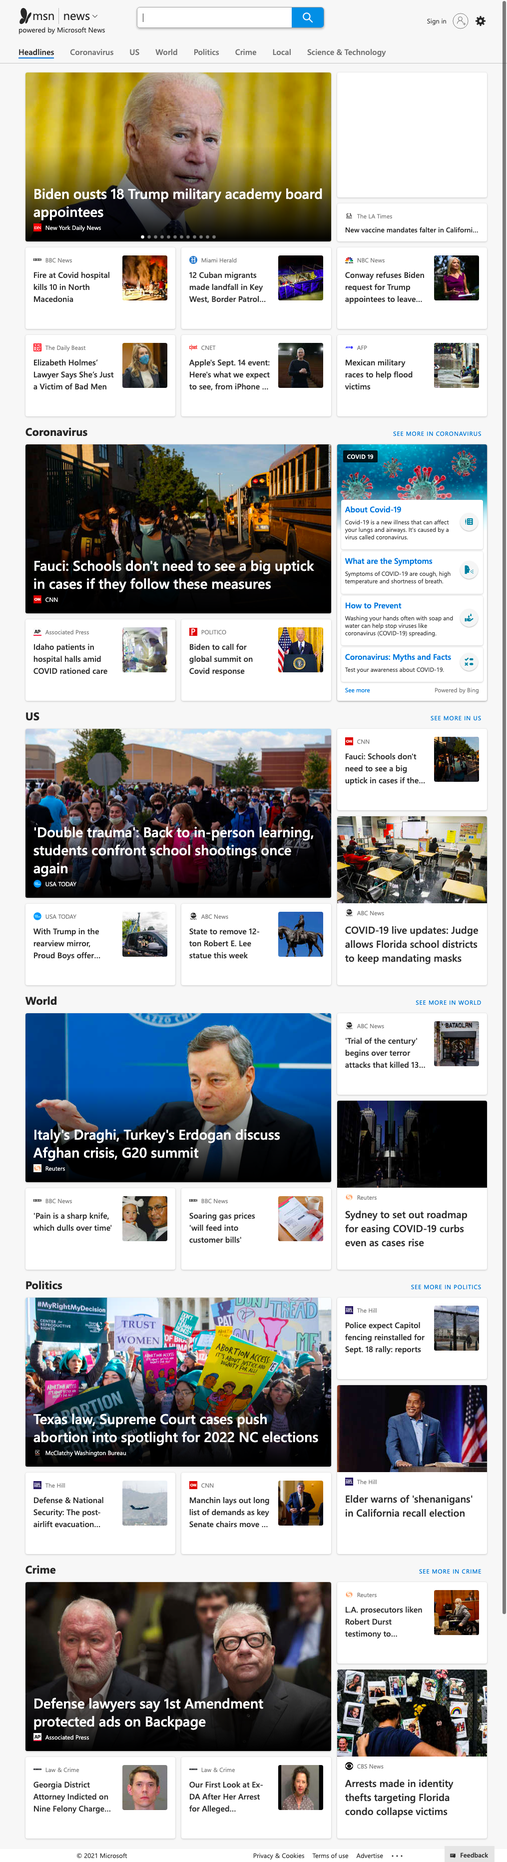 msn | news
powered by Microsoft News
Sign in
Headlines Coronavirus US World Politics Crime Local Science & Technology
Biden ousts 18 Trump military academy board
appointees
New York Daily News
The LA Times
New vaccine mandates falter in Californi...
BBC News
Fire at Covid hospital
kills 10 in North
Macedonia
Miami Herald
12 Cuban migrants
made landfall in Key
West, Border Patrol...
NBC News
Conway refuses Biden
request for Trump
appointees to leave...
The Daily Beast
Elizabeth Holmes'
Lawyer Says She's Just
a Victim of Bad Men
CNET
Apple's Sept. 14 event:
Here's what we expect
to see, from iPhone ...
AFP
Mexican military
races to help flood
victims
Coronavirus
SEE MORE IN CORONAVIRUS
Fauci: Schools don't need to see a big uptick
in cases if they follow these measures
CNN
COVID 19
About Covid-19
Covid-19 is a new illness that can affect
your lungs and airways. It's caused by a
virus called coronavirus.
What are the Symptoms
Symptoms of COVID-19 are cough, high
temperature and shortness of breath.
How to Prevent
Washing your hands often with soap and
water can help stop viruses like
coronavirus (COVID-19) spreading.
Coronavirus: Myths and Facts
Test your awareness about COVID-19.
See more Powered by Bing
Associated Press
Idaho patients in
hospital halls amid
COVID rationed care
POLITICO
Biden to call for
global summit on
Covid response
US
SEE MORE IN US
'Double trauma': Back to in-person learning,
students confront school shootings once
again
USA TODAY
CNN
Fauci: Schools don't
need to see a big
uptick in cases if the...
ABC News
COVID-19 live updates: Judge
allows Florida school districts
to keep mandating masks
USA TODAY
With Trump in the
rearview mirror,
Proud Boys offer...
ABC News
State to remove 12-
ton Robert E. Lee
statue this week
World
SEE MORE IN WORLD
Italy's Draghi, Turkey's Erdogan discuss
Afghan crisis, G20 summit
Reuters
ABC News
'Trial of the century'
begins over terror
attacks that killed 13...
BATACLAN
Reuters
Sydney to set out roadmap
for easing COVID-19 curbs
even as cases rise
BBC News
'Pain is a sharp knife,
which dulls over time'
BBC News
Soaring gas prices
'will feed into
customer bills'
Politics
SEE MORE IN POLITICS
#MyRightMyDecision
CENTER for
REPRODUCTIVE
RIGHTS
TRUST
WOMEN
DON'T TREAD
ME
ABORTION ACCESS
ABORTION
Texas law, Supreme Court cases push
abortion into spotlight for 2022 NC elections
McClatchy Washington Bureau
The Hill
Police expect Capitol
fencing reinstalled for
Sept. 18 rally: reports
The Hill
Elder warns of 'shenanigans'
in California recall election
The Hill
Defense & National
Security: The post-
airlift evacuation...
CNN
Manchin lays out long
list of demands as key
Senate chairs move ...
Crime
SEE MORE IN CRIME
Defense lawyers say 1st Amendment
protected ads on Backpage
Associated Press
Reuters
L.A. prosecutors liken
Robert Durst
testimony to...
CBS News
Arrests made in identity
thefts targeting Florida
condo collapse victims
Law & Crime
Georgia District
Attorney Indicted on
Nine Felony Charge...
Law & Crime
Our First Look at Ex-
DA After Her Arrest
for Alleged...
© 2021 Microsoft Privacy & Cookies Terms of use Advertise ... Feedback